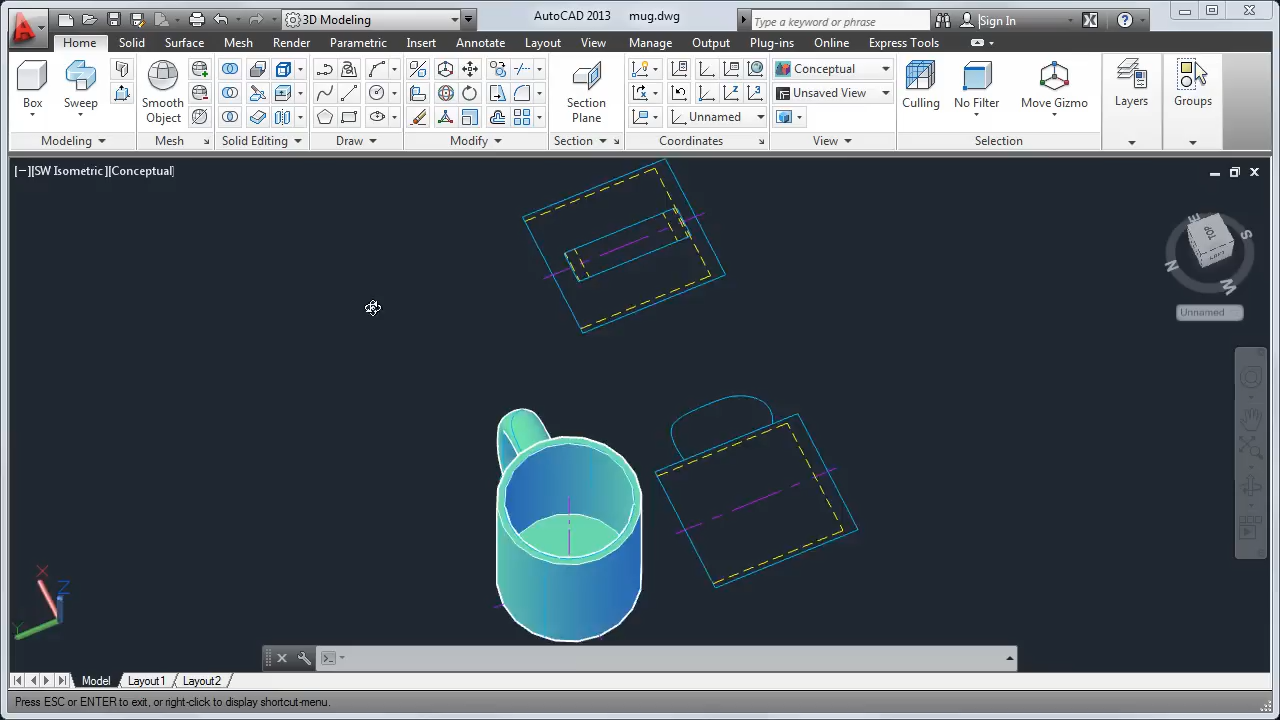 3D Modeling AutoCAD 2013 mug.dwg Type a keyword or phrase Sign In
Home Solid Surface Mesh Render Parametric Insert Annotate Layout View Manage Output Plug-ins Online Express Tools
Conceptual
Unsaved View
Box Sweep Smooth Object Section Plane Unnamed Culling No Filter Move Gizmo Layers Groups
Modeling Mesh Solid Editing Draw Modify Section Coordinates View Selection
[−][SW Isometric][Conceptual]
E S
TOP
LEFT
N W
Unnamed
X
Z
Y
Model Layout1 Layout2
Press ESC or ENTER to exit, or right-click to display shortcut-menu.